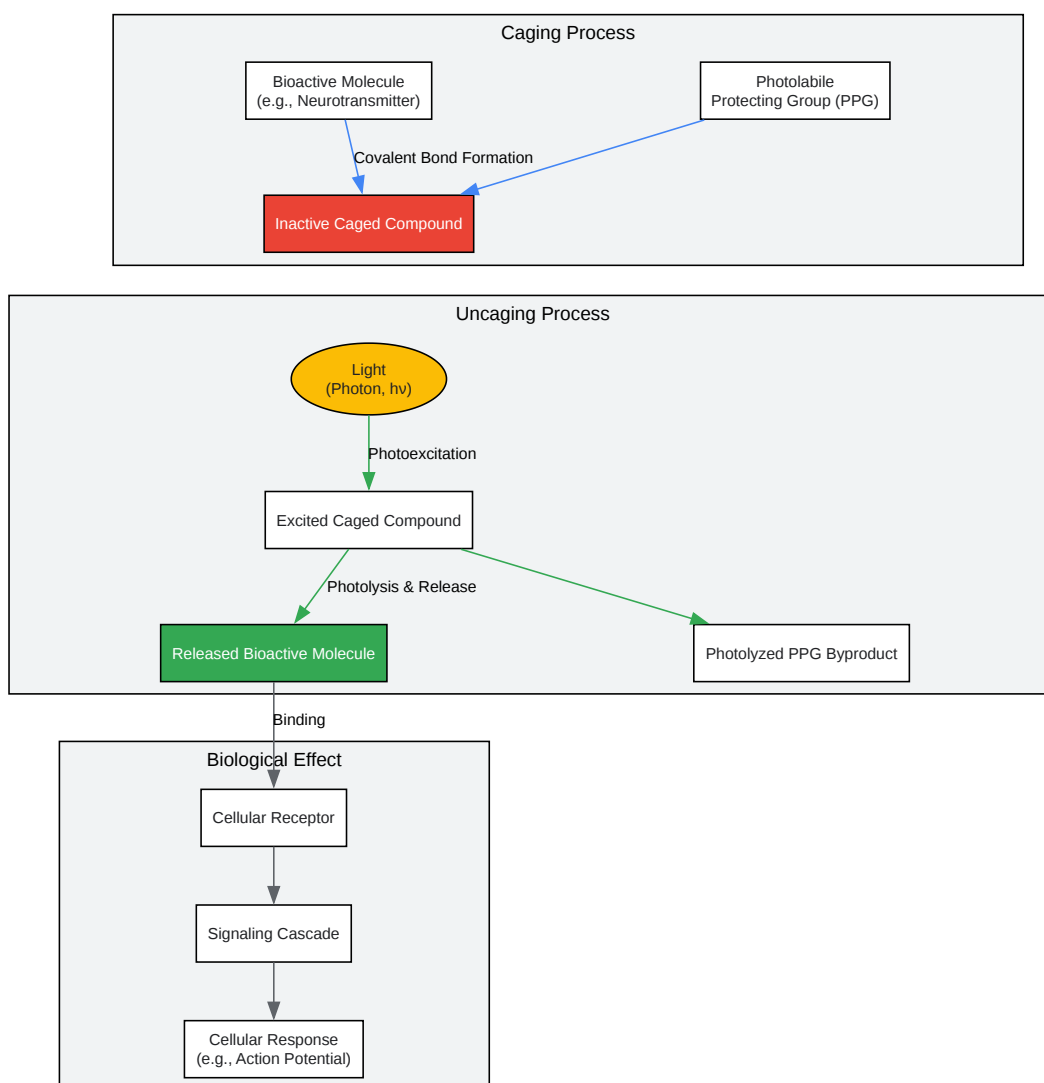 Caging Process
Bioactive Molecule
(e.g., Neurotransmitter)
Photolabile
Protecting Group (PPG)
Covalent Bond Formation
Inactive Caged Compound
Uncaging Process
Light
(Photon, hν)
Photoexcitation
Excited Caged Compound
Photolysis & Release
Released Bioactive Molecule
Photolyzed PPG Byproduct
Binding
Biological Effect
Cellular Receptor
Signaling Cascade
Cellular Response
(e.g., Action Potential)